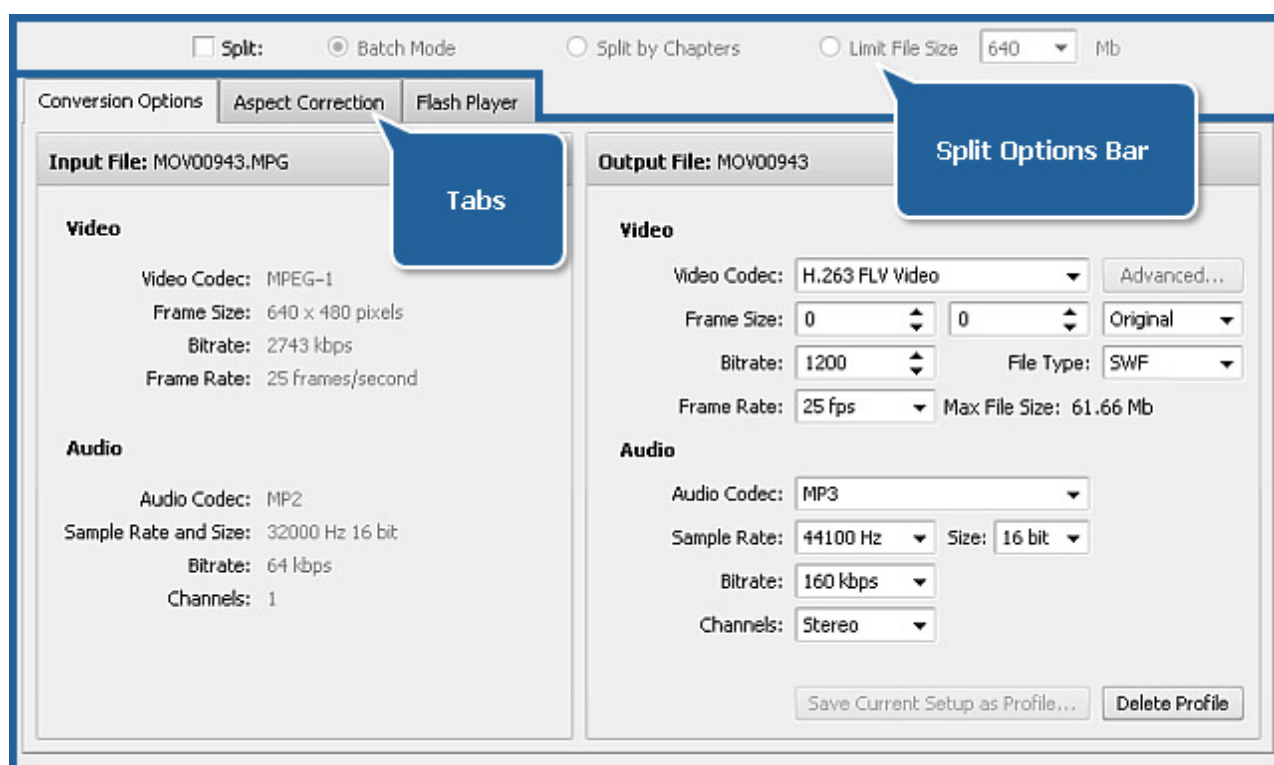 Split: Batch Mode Split by Chapters Limit File Size 640 Mb
Conversion Options Aspect Correction Flash Player
Split Options Bar
Tabs
Input File: MOV00943.MPG
Video
Video Codec: MPEG-1
Frame Size: 640 x 480 pixels
Bitrate: 2743 kbps
Frame Rate: 25 frames/second
Audio
Audio Codec: MP2
Sample Rate and Size: 32000 Hz 16 bit
Bitrate: 64 kbps
Channels: 1
Output File: MOV00943
Video
Video Codec: H.263 FLV Video Advanced...
Frame Size: 0 0 Original
Bitrate: 1200 File Type: SWF
Frame Rate: 25 fps Max File Size: 61.66 Mb
Audio
Audio Codec: MP3
Sample Rate: 44100 Hz Size: 16 bit
Bitrate: 160 kbps
Channels: Stereo
Save Current Setup as Profile... Delete Profile